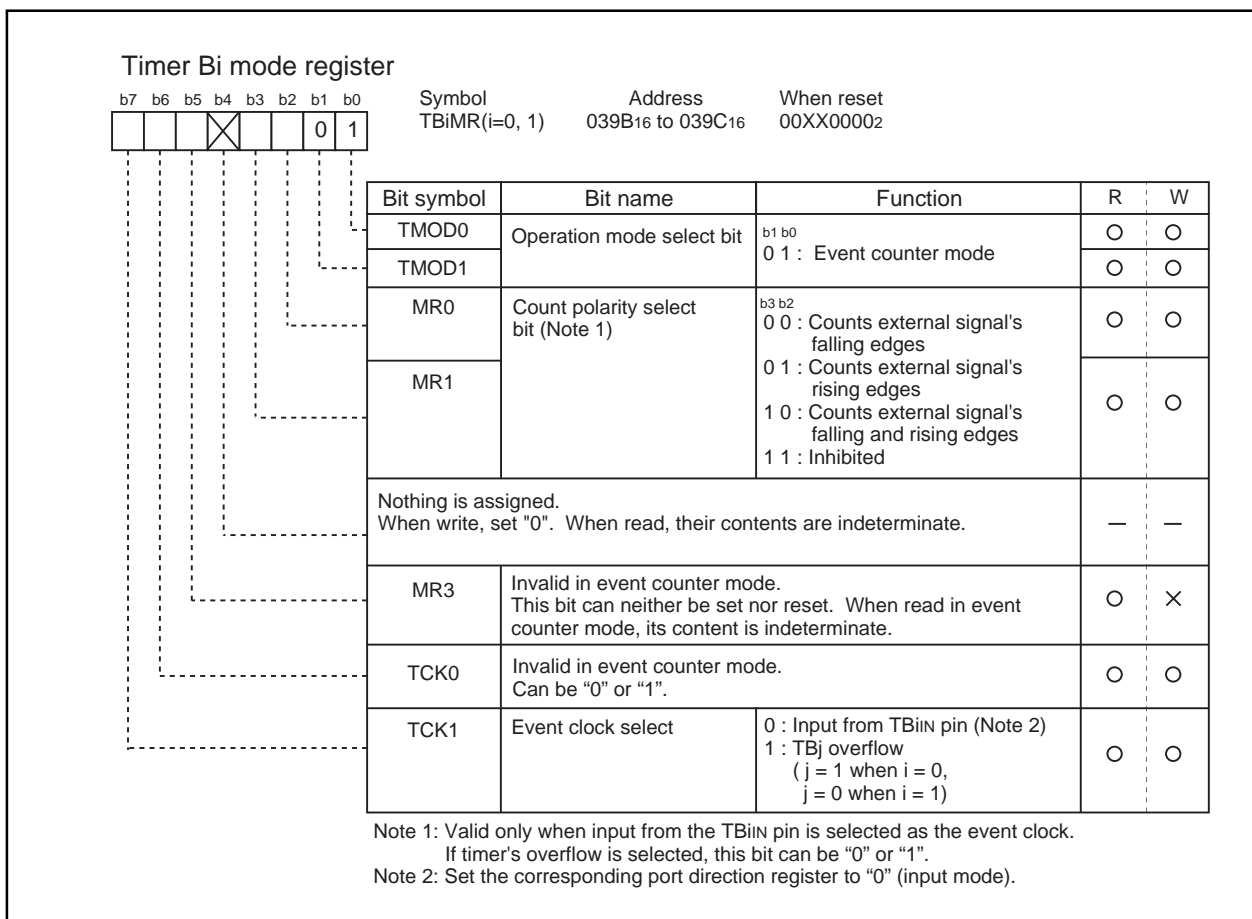 Timer Bi mode register
b7 b6 b5 b4 b3 b2 b1 b0
0 1
Symbol Address When reset
TBiMR(i=0, 1) 039B16 to 039C16 00XX00002
Bit symbol Bit name Function R W
TMOD0
TMOD1
Operation mode select bit
b1 b0
0 1 : Event counter mode
MR0
MR1
Count polarity select
bit (Note 1)
b3 b2
0 0 : Counts external signal's
falling edges
0 1 : Counts external signal's
rising edges
1 0 : Counts external signal's
falling and rising edges
1 1 : Inhibited
Nothing is assigned.
When write, set "0". When read, their contents are indeterminate.
MR3
Invalid in event counter mode.
This bit can neither be set nor reset. When read in event
counter mode, its content is indeterminate.
TCK0
Invalid in event counter mode.
Can be “0” or “1”.
TCK1
Event clock select
0 : Input from TBiIN pin (Note 2)
1 : TBj overflow
( j = 1 when i = 0,
j = 0 when i = 1)
Note 1: Valid only when input from the TBiIN pin is selected as the event clock.
If timer's overflow is selected, this bit can be “0” or “1”.
Note 2: Set the corresponding port direction register to “0” (input mode).